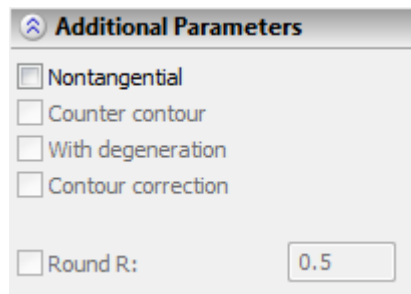 Additional Parameters
Nontangential
Counter contour
With degeneration
Contour correction
Round R: 0.5